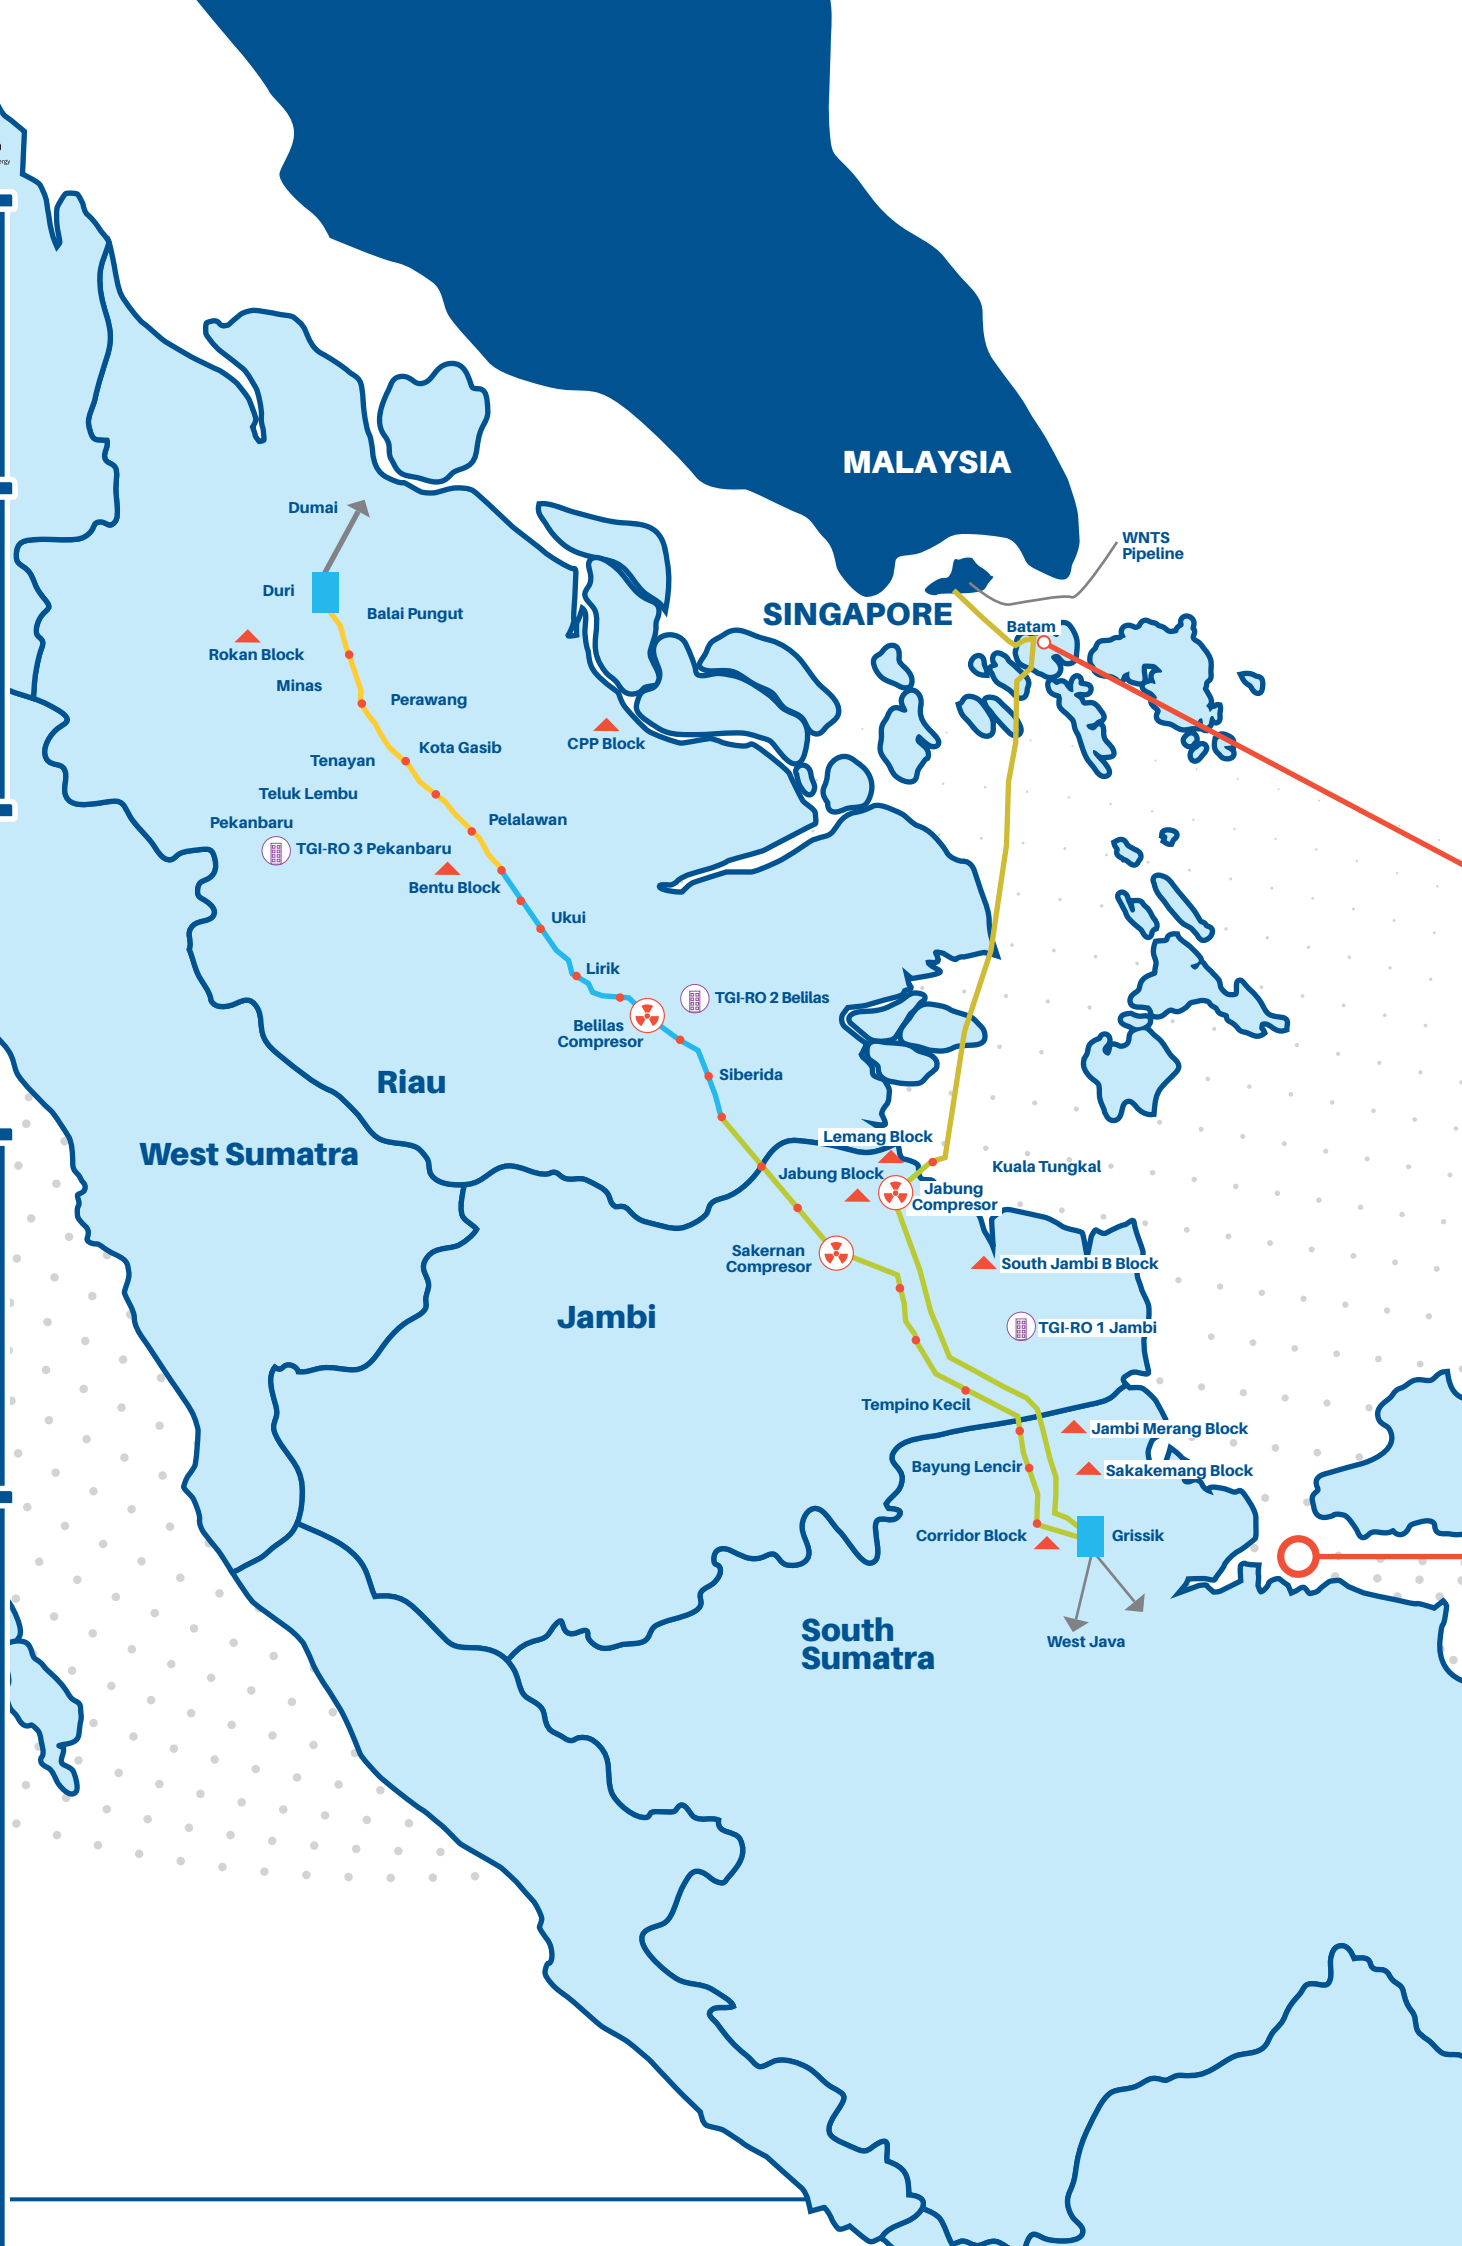 MALAYSIA
Dumai
WNTS
Pipeline
Duri
SINGAPORE
Balai Pungut
Batam
Rokan Block
Minas
Perawang
CPP Block
Kota Gasib
Tenayan
Teluk Lembu
Pekanbaru
Pelalawan
TGI-RO 3 Pekanbaru
Bentu Block
Ukui
Lirik
TGI-RO 2 Belilas
Belilas
Compresor
Siberida
Riau
West Sumatra
Lemang Block
Kuala Tungkal
Jabung Block
Jabung
Compresor
Sakernan
Compresor
South Jambi B Block
Jambi
TGI-RO 1 Jambi
Tempino Kecil
Jambi Merang Block
Bayung Lencir
Sakakemang Block
Corridor Block
Grissik
South
Sumatra
West Java